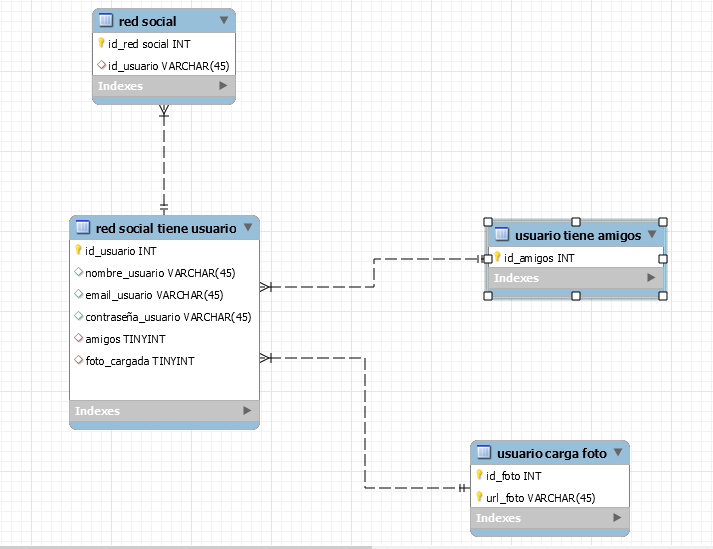 red social
id_red social INT
id_usuario VARCHAR(45)
Indexes
red social tiene usuario
id_usuario INT
nombre_usuario VARCHAR(45)
email_usuario VARCHAR(45)
contraseña_usuario VARCHAR(45)
amigos TINYINT
foto_cargada TINYINT
Indexes
usuario tiene amigos
id_amigos INT
Indexes
usuario carga foto
id_foto INT
url_foto VARCHAR(45)
Indexes